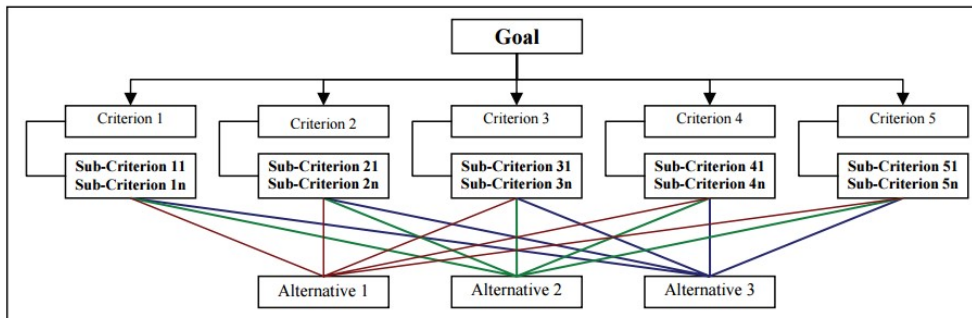 Goal
Criterion 1
Criterion 2
Criterion 3
Criterion 4
Criterion 5
Sub-Criterion 11
Sub-Criterion 1n
Sub-Criterion 21
Sub-Criterion 2n
Sub-Criterion 31
Sub-Criterion 3n
Sub-Criterion 41
Sub-Criterion 4n
Sub-Criterion 51
Sub-Criterion 5n
Alternative 1
Alternative 2
Alternative 3